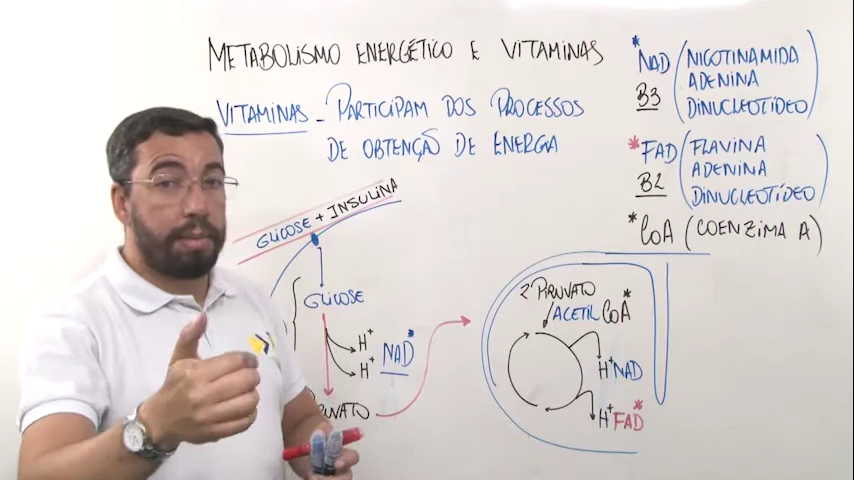 METABOLISMO ENERGÉTICO E VITAMINAS
VITAMINAS - PARTICIPAM DOS PROCESSOS
DE OBTENÇÃO DE ENERGIA
*NAD (NICOTINAMIDA
ADENINA
DINUCLEOTÍDEO)
B3
*FAD (FLAVINA
ADENINA
DINUCLEOTÍDEO)
B2
*CoA (COENZIMA A)
GLICOSE + INSULINA
GLICOSE
H+
H+ NAD*
2 PIRUVATO
ACETIL CoA*
H+ NAD
H+ FAD*